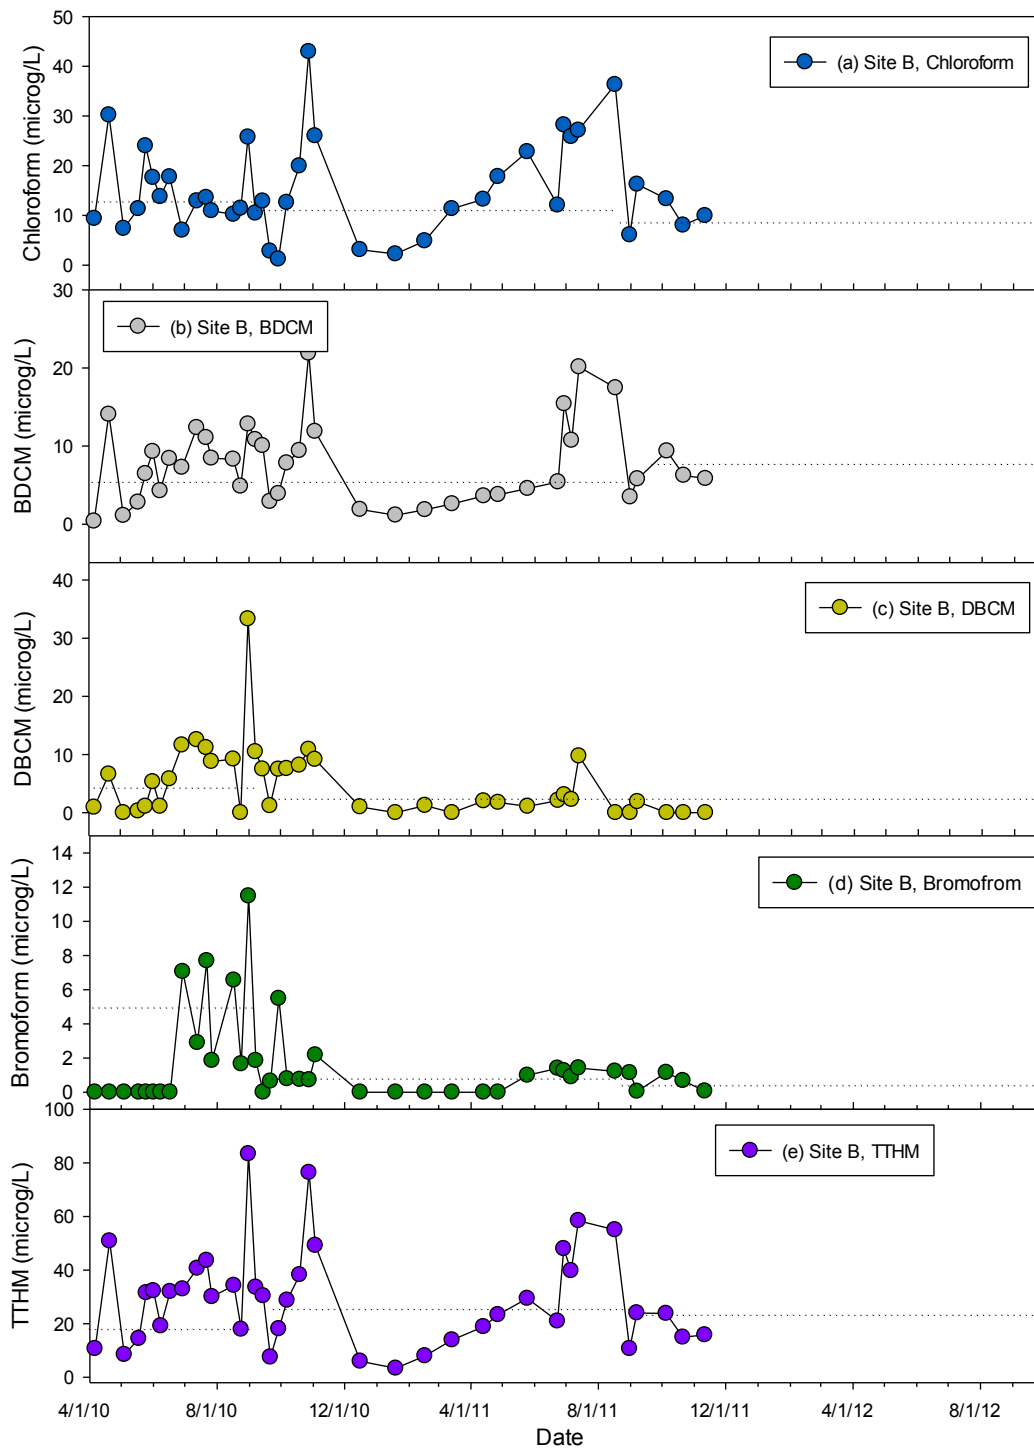 50
40
30
20
10
0
Chloroform (microg/L)
(a) Site B, Chloroform
30
20
10
0
BDCM (microg/L)
(b) Site B, BDCM
40
30
20
10
0
DBCM (microg/L)
(c) Site B, DBCM
14
12
10
8
6
4
2
0
Bromoform (microg/L)
(d) Site B, Bromofrom
100
80
60
40
20
0
TTHM (microg/L)
(e) Site B, TTHM
4/1/10 8/1/10 12/1/10 4/1/11 8/1/11 12/1/11 4/1/12 8/1/12
Date